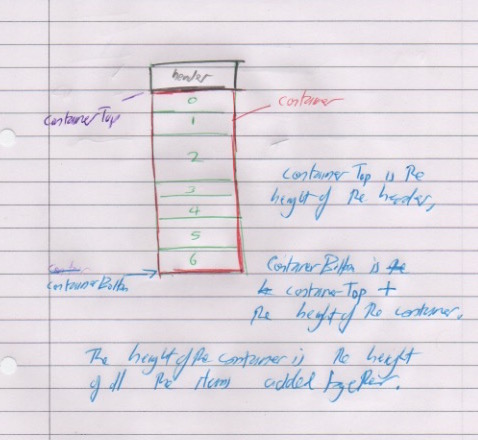 header
0
container
containerTop
1
2
containerTop is the
height of the header,
3
4
5
6
containerBottom is the
containerTop +
the height of the container.
containerBottom
The height of the container is the height
of all the items added together.